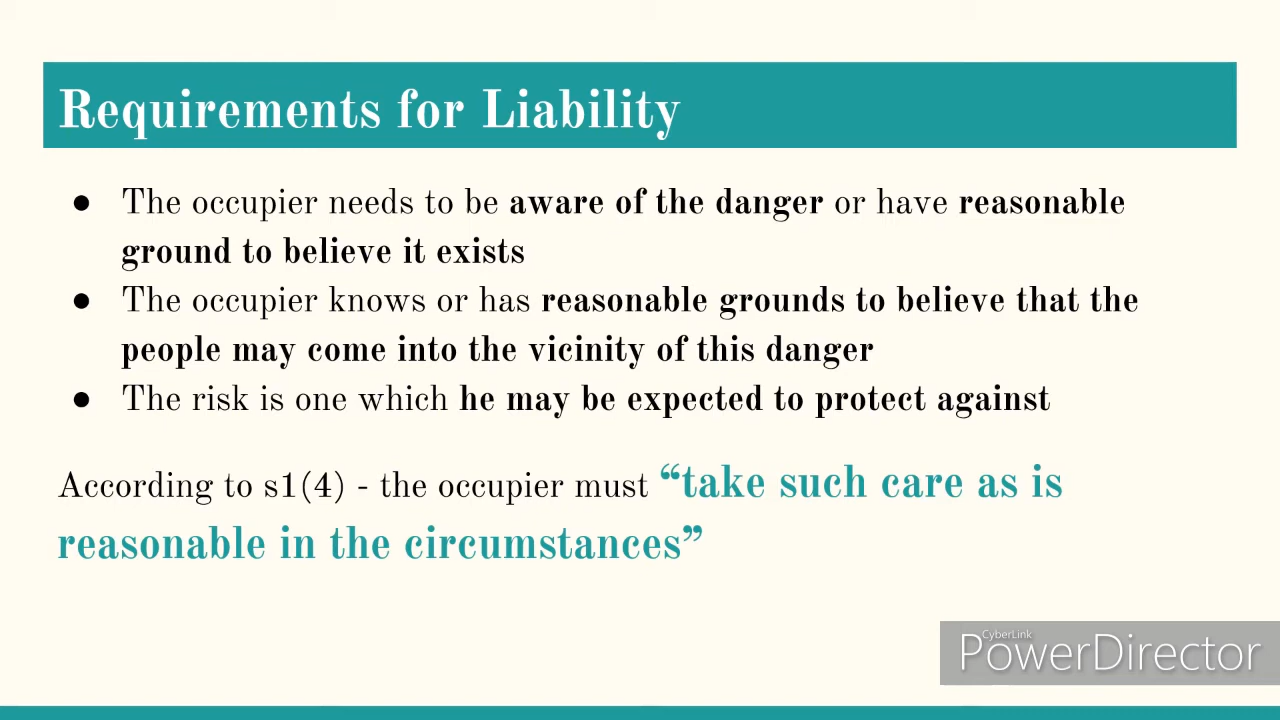 Requirements for Liability
● The occupier needs to be aware of the danger or have reasonable
ground to believe it exists
● The occupier knows or has reasonable grounds to believe that the
people may come into the vicinity of this danger
● The risk is one which he may be expected to protect against
According to s1(4) - the occupier must “take such care as is
reasonable in the circumstances”
CyberLink
PowerDirector